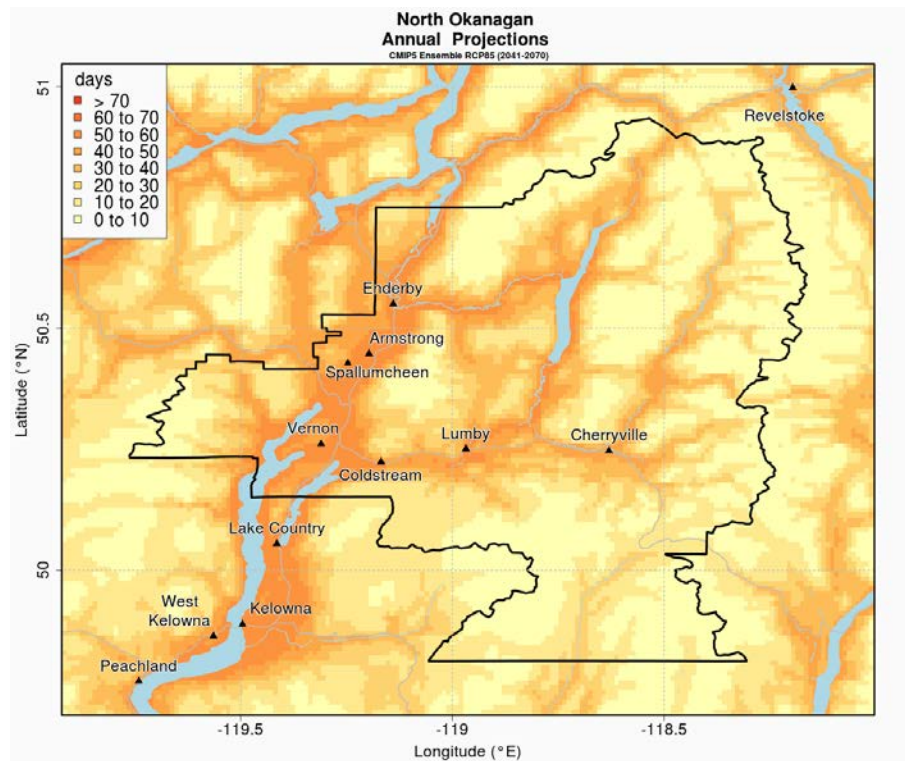 North Okanagan
Annual Projections
CMIP5 Ensemble RCP85 (2041-2070)
days
> 70
60 to 70
50 to 60
40 to 50
30 to 40
20 to 30
10 to 20
0 to 10
Revelstoke
Enderby
Armstrong
Spallumcheen
Vernon
Lumby
Cherryville
Coldstream
Lake Country
West
Kelowna
Kelowna
Peachland
51
50.5
50
Latitude (°N)
-119.5
-119
-118.5
Longitude (°E)